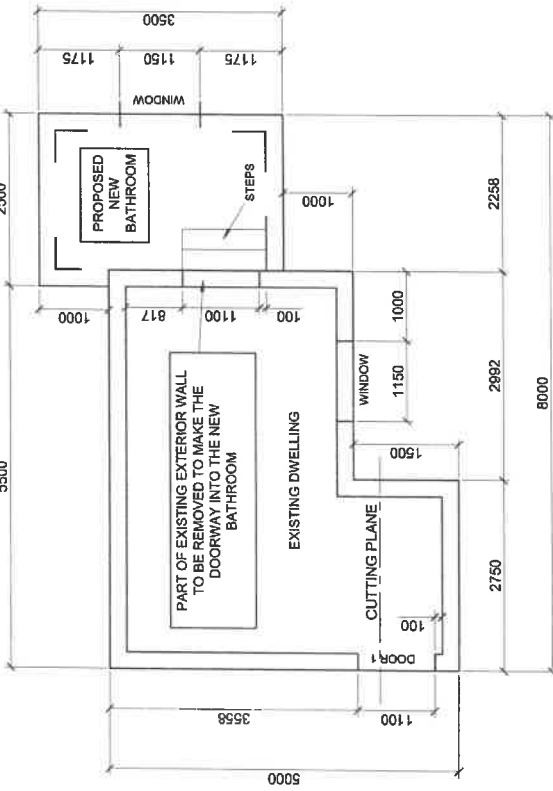 5500
2500
3500
1175
1150
1175
WINDOW
PROPOSED
NEW
BATHROOM
STEPS
1000
1000
817
1100
100
PART OF EXISTING EXTERIOR WALL
TO BE REMOVED TO MAKE THE
DOORWAY INTO THE NEW
BATHROOM
EXISTING DWELLING
WINDOW
1150
1000
1500
CUTTING PLANE
100
DOOR 1
3558
1100
5000
2750
2992
2258
8000